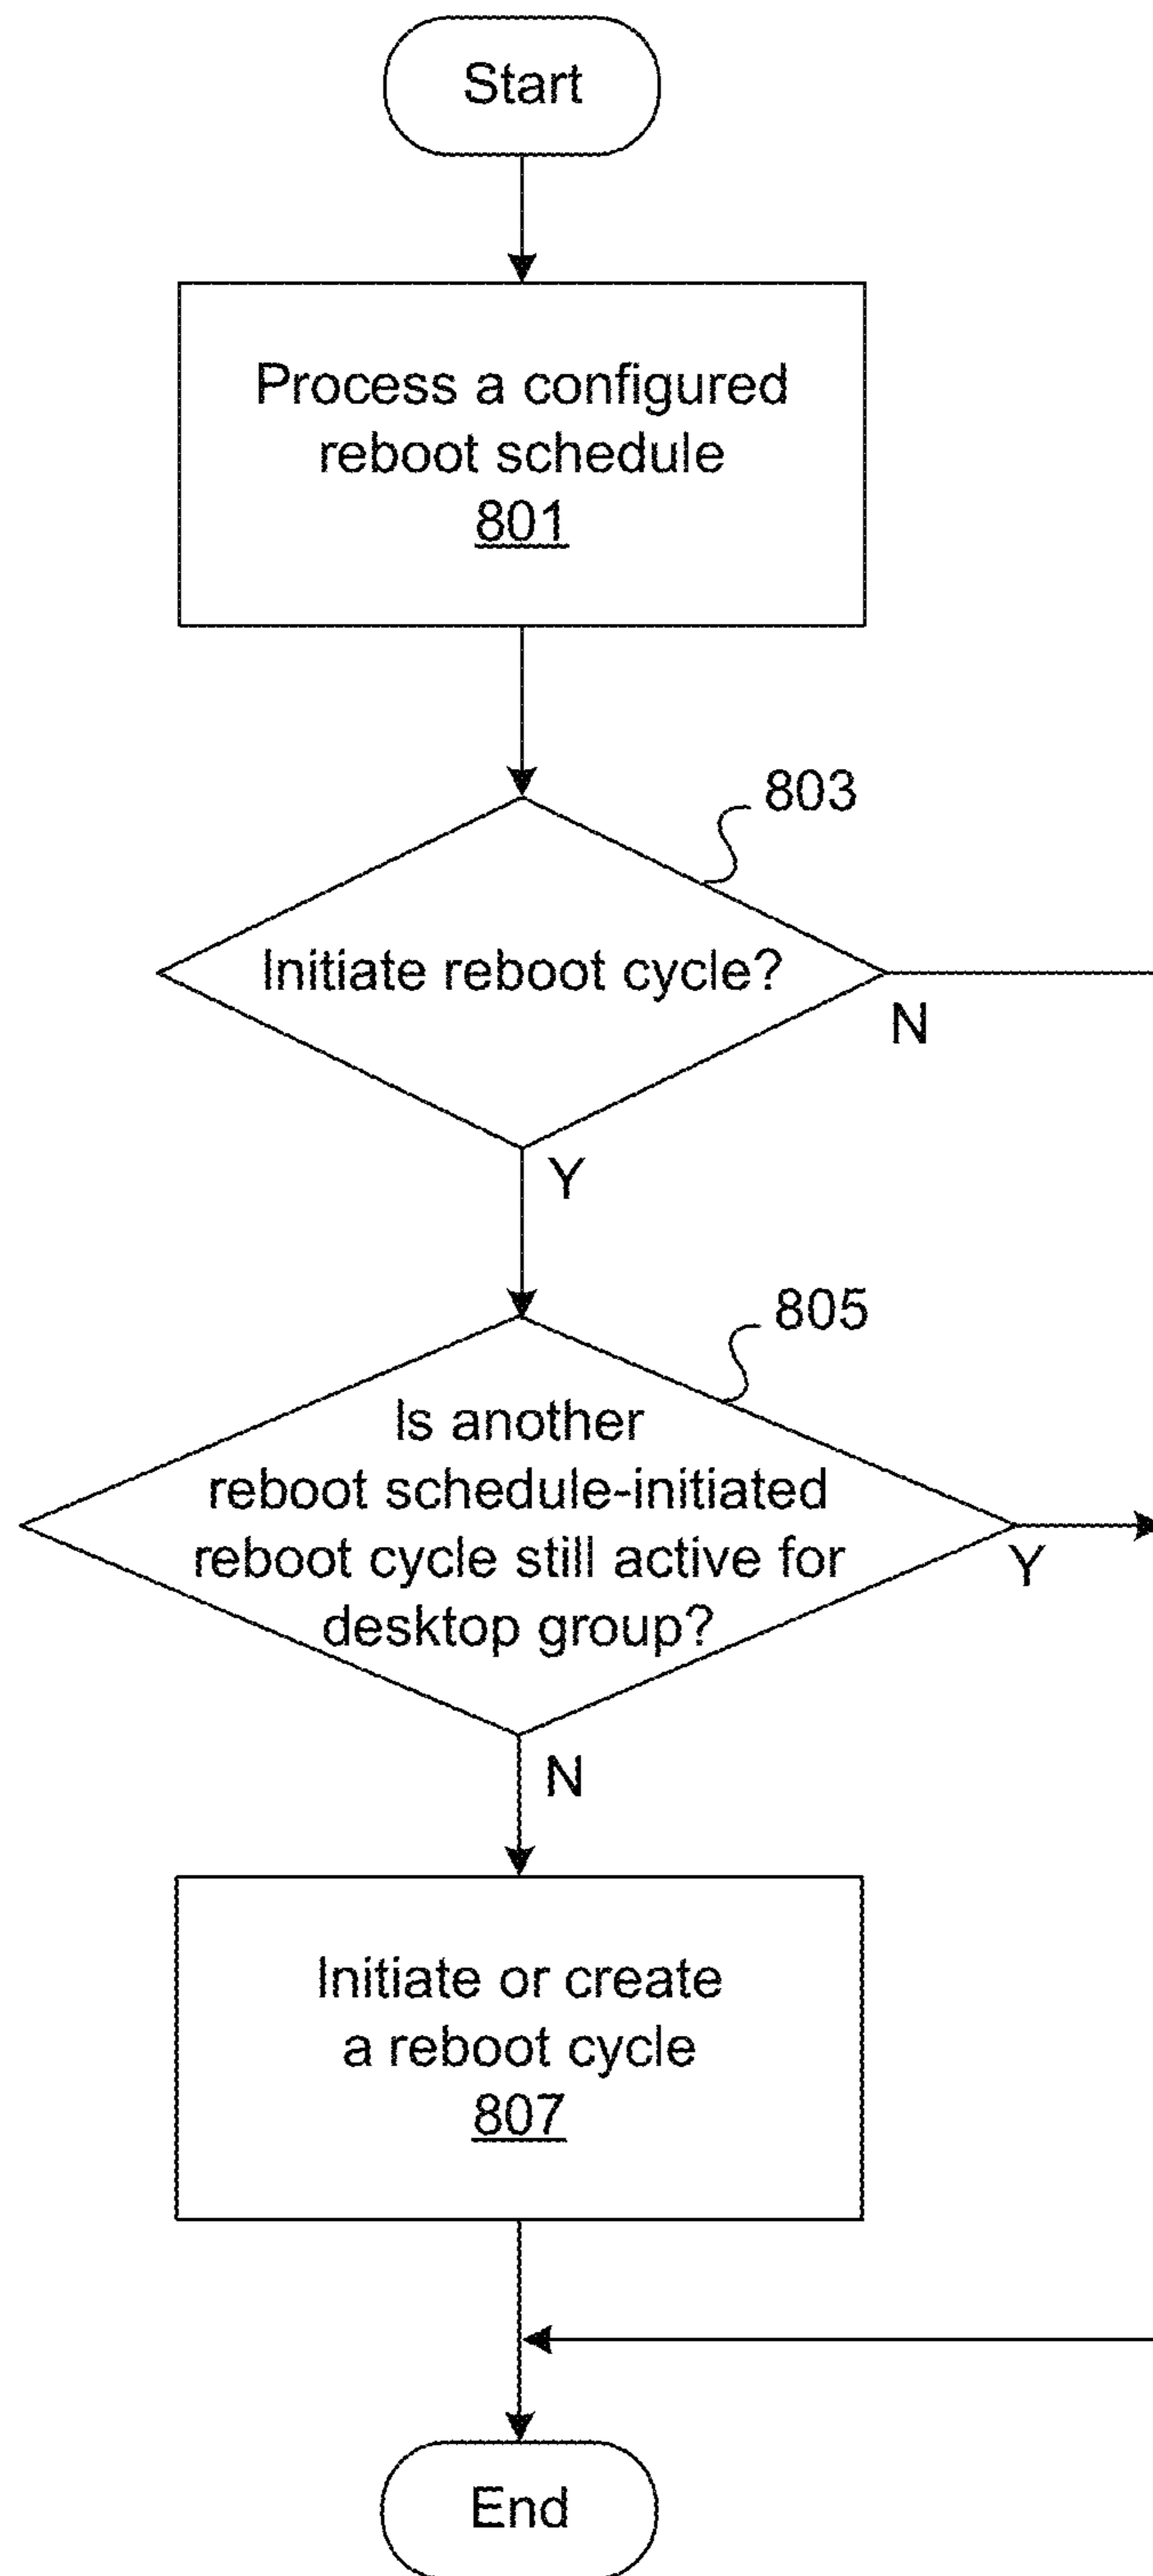 Start
Process a configured
reboot schedule
801
803
Initiate reboot cycle?
N
Y
805
Is another
reboot schedule-initiated
reboot cycle still active for
desktop group?
Y
N
Initiate or create
a reboot cycle
807
End